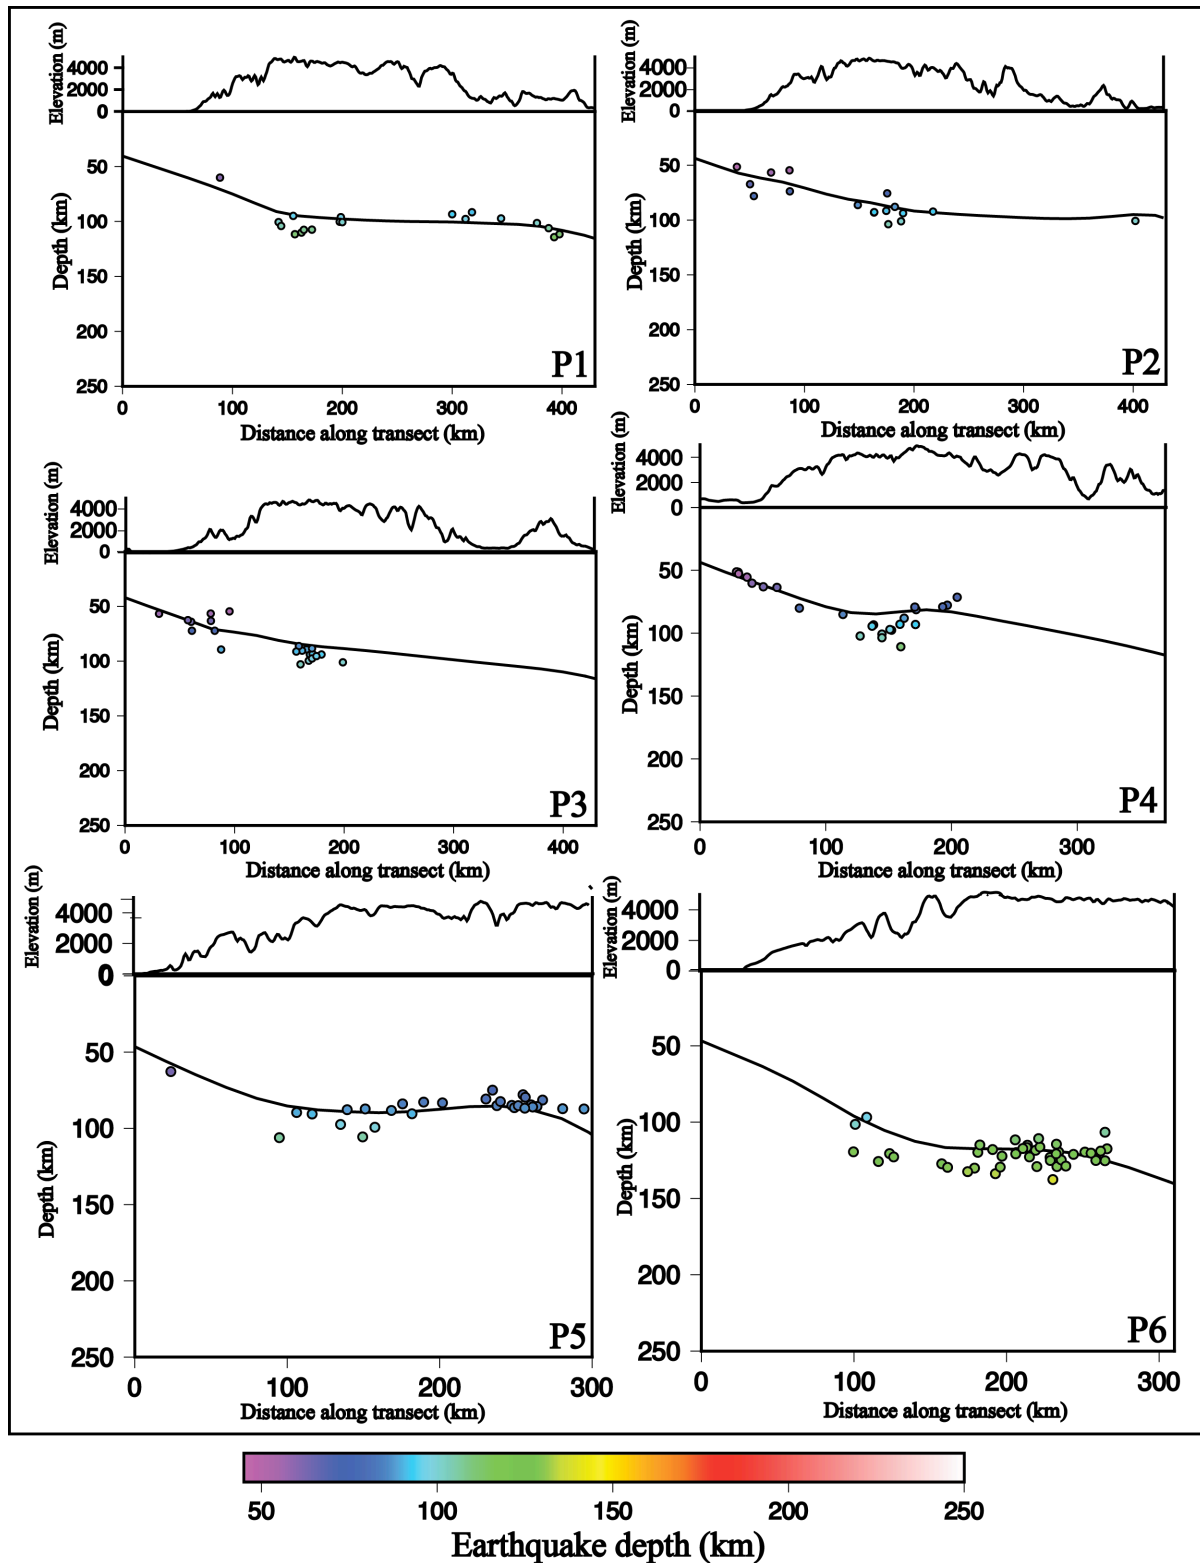 Elevation (m)
4000
2000
0
50
100
150
200
250
Depth (km)
P1
0 100 200 300 400
Distance along transect (km)
Elevation (m)
4000
2000
0
50
100
150
200
250
Depth (km)
P2
0 100 200 300 400
Distance along transect (km)
Elevation (m)
4000
2000
0
50
100
150
200
250
Depth (km)
P3
0 100 200 300 400
Distance along transect (km)
Elevation (m)
4000
2000
0
50
100
150
200
250
Depth (km)
P4
0 100 200 300
Distance along transect (km)
Elevation (m)
4000
2000
0
50
100
150
200
250
Depth (km)
P5
0 100 200 300
Distance along transect (km)
Elevation (m)
4000
2000
0
50
100
150
200
250
Depth (km)
P6
0 100 200 300
Distance along transect (km)
50 100 150 200 250
Earthquake depth (km)